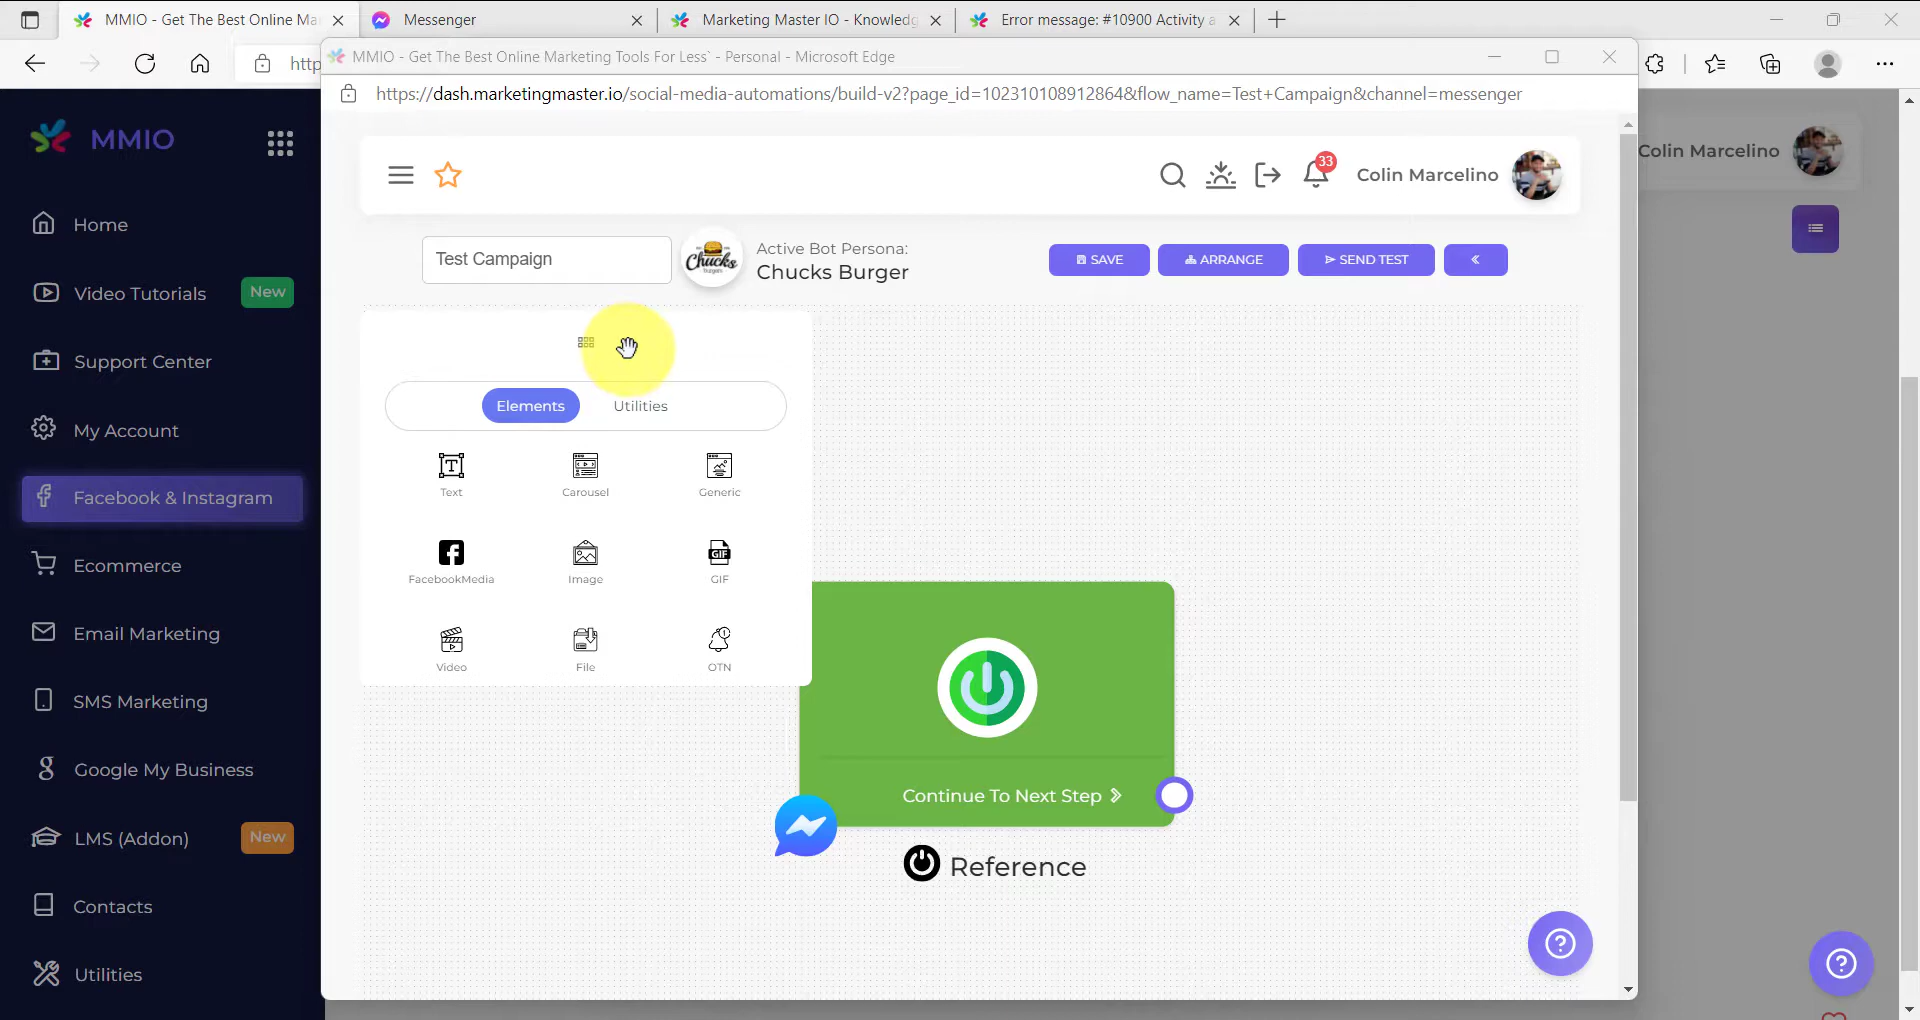 MMIO - Get The Best Online Ma
Messenger
Marketing Master IO - Knowledg
Error message: #10900 Activity a
http
MMIO - Get The Best Online Marketing Tools For Less` - Personal - Microsoft Edge
https://dash.marketingmaster.io/social-media-automations/build-v2?page_id=102310108912864&flow_name=Test+Campaign&channel=messenger
MMIO
Home
Video Tutorials New
Support Center
My Account
Facebook & Instagram
Ecommerce
Email Marketing
SMS Marketing
Google My Business
LMS (Addon) New
Contacts
Utilities
33
Colin Marcelino
Colin Marcelino
Test Campaign
Chucks
Burgers
Active Bot Persona:
Chucks Burger
SAVE
ARRANGE
SEND TEST
Elements
Utilities
Text
Carousel
Generic
FacebookMedia
Image
GIF
GIF
Video
File
OTN
Continue To Next Step
Reference